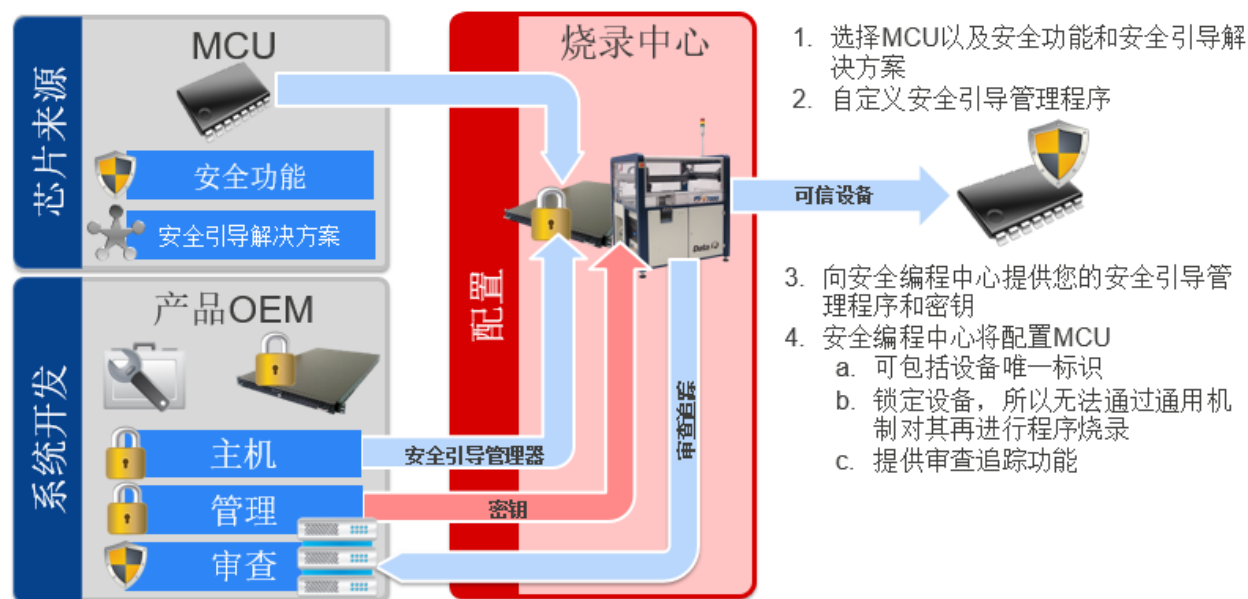 芯片来源
MCU
安全功能
安全引导解决方案
系统开发
产品OEM
主机
管理
审查
配置
烧录中心
安全引导管理器
密钥
审查追踪
可信设备
1. 选择MCU以及安全功能和安全引导解
决方案
2. 自定义安全引导管理程序
3. 向安全编程中心提供您的安全引导管
理程序和密钥
4. 安全编程中心将配置MCU
a. 可包括设备唯一标识
b. 锁定设备，所以无法通过通用机
制对其再进行程序烧录
c. 提供审查追踪功能